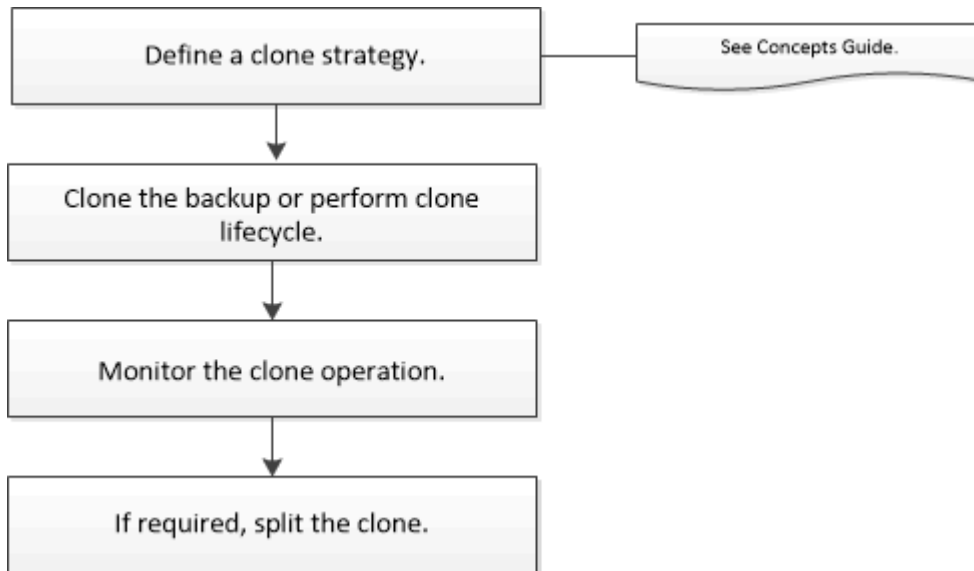 Define a clone strategy.
See Concepts Guide.
Clone the backup or perform clone
lifecycle.
Monitor the clone operation.
If required, split the clone.